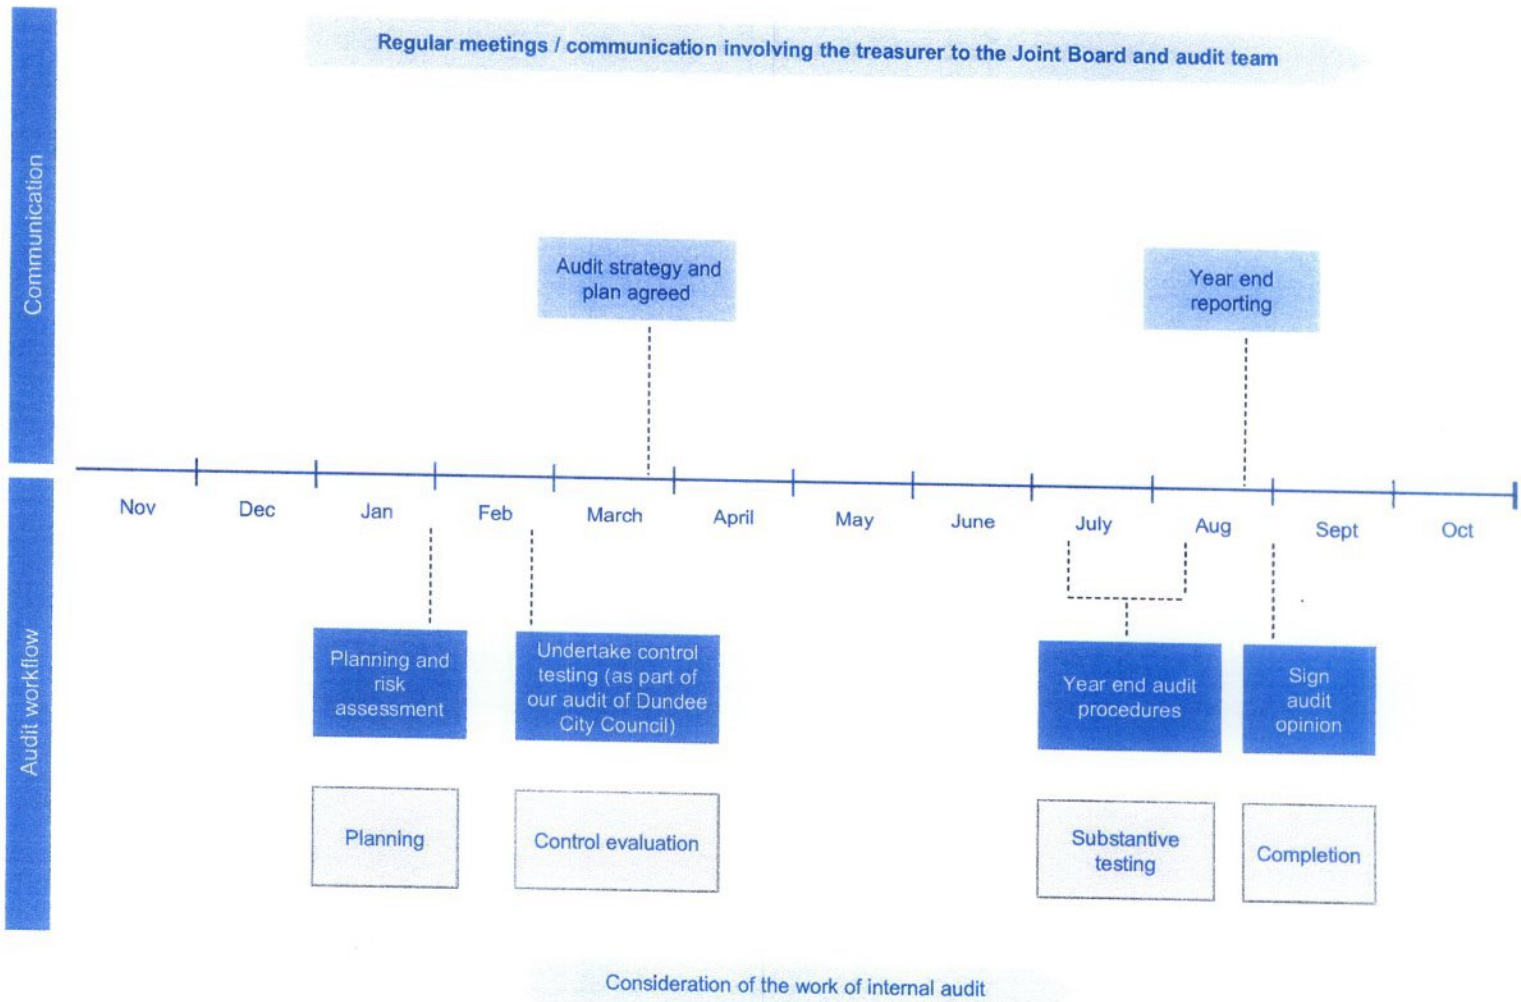 Regular meetings / communication involving the treasurer to the Joint Board and audit team
Communication
Audit strategy and
plan agreed
Year end
reporting
Nov
Dec
Jan
Feb
March
April
May
June
July
Aug
Sept
Oct
Audit workflow
Planning and
risk
assessment
Undertake control
testing (as part of
our audit of Dundee
City Council)
Year end audit
procedures
Sign
audit
opinion
Planning
Control evaluation
Substantive
testing
Completion
Consideration of the work of internal audit